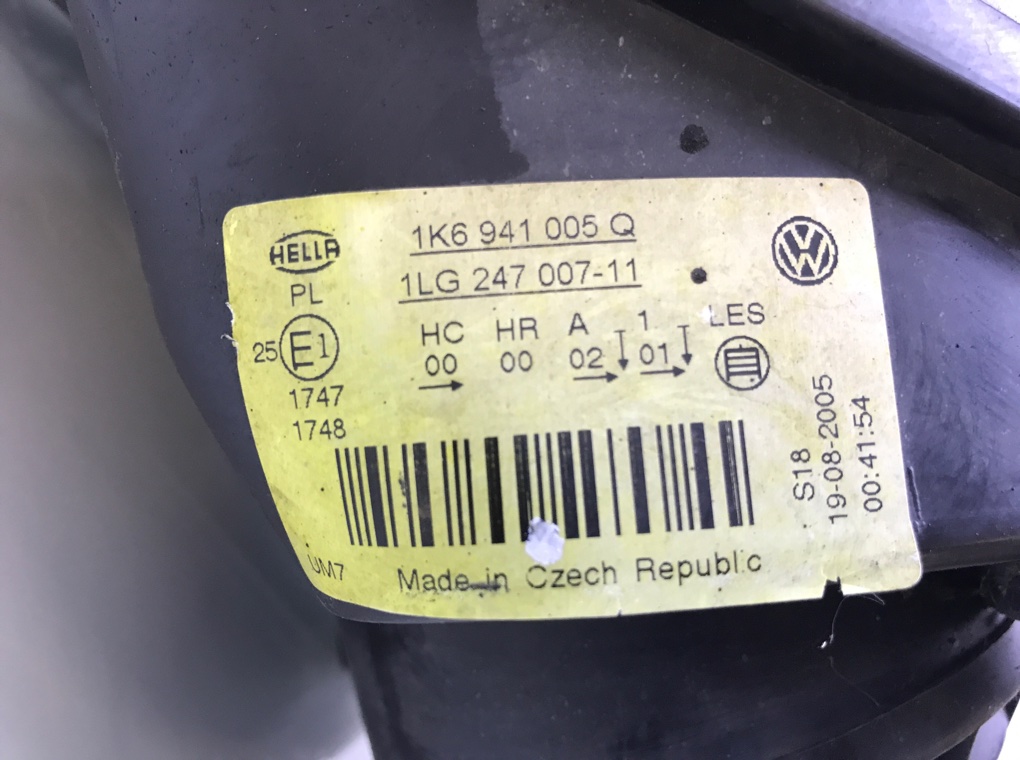 HELLA
1K6 941 005 Q
1LG 247 007-11
PL
25 E1
1747
1748
HC HR A 1 LES
00 00 02 01
S18
19-08-2005
00:41:54
UM7
Made in Czech Republic